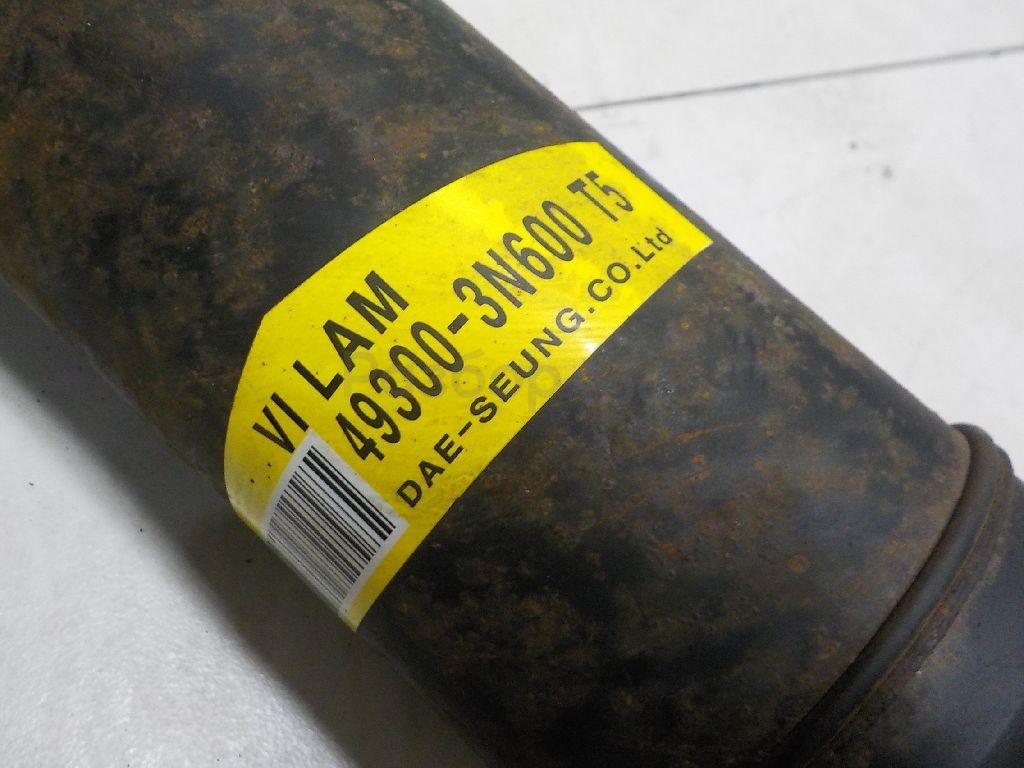 VI LAM
49300-3N600 T5
DAE-SEUNG.CO.Ltd